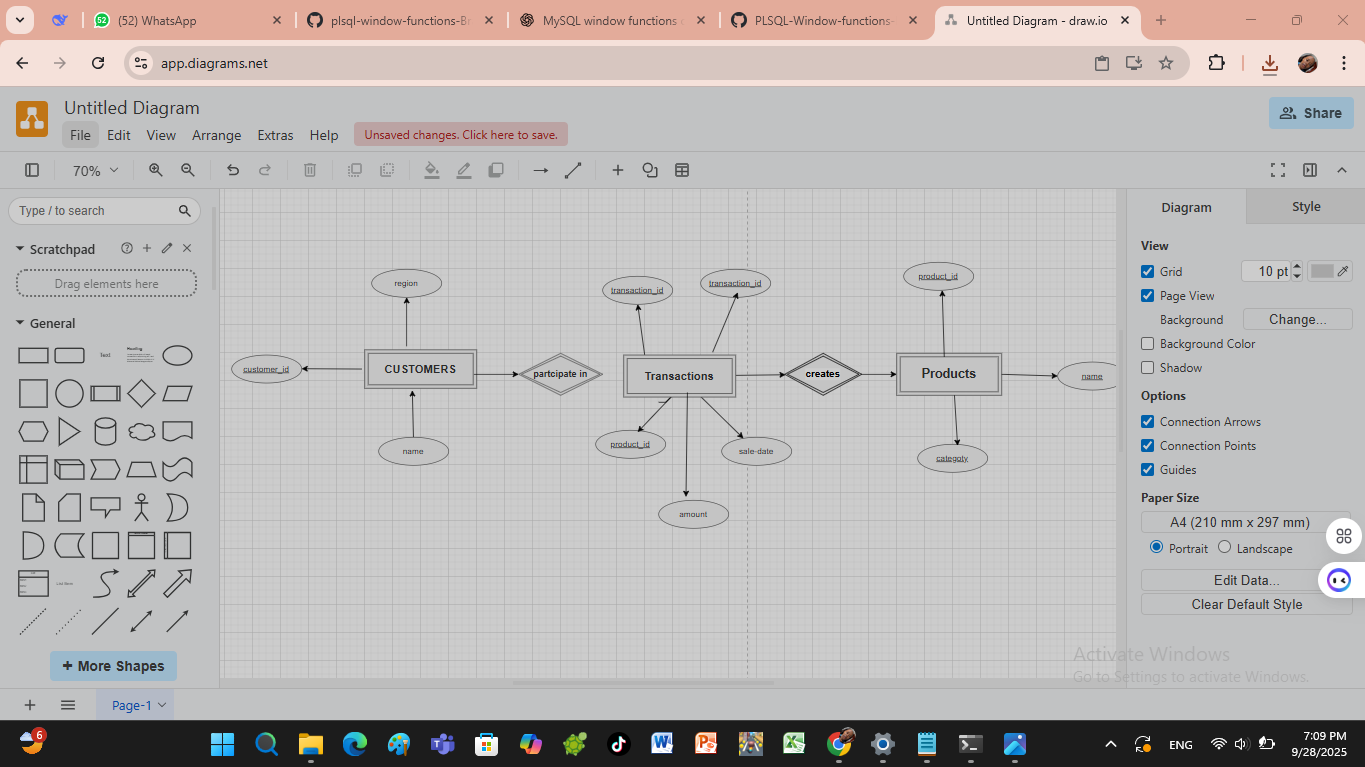 52
(52) WhatsApp
plsql-window-functions-Br
MySQL window functions
PLSQL-Window-functions-
Untitled Diagram - draw.io
app.diagrams.net
Untitled Diagram
Share
File Edit View Arrange Extras Help
Unsaved changes. Click here to save.
70%
Type / to search
Scratchpad
Drag elements here
General
Text
Heading
List Item
+ More Shapes
region
customer_id
CUSTOMERS
name
partcipate in
transaction_id
transaction_id
Transactions
product_id
sale-date
amount
creates
product_id
Products
name
categoty
Diagram
Style
View
Grid
10 pt
Page View
Background
Change...
Background Color
Shadow
Options
Connection Arrows
Connection Points
Guides
Paper Size
A4 (210 mm x 297 mm)
Portrait
Landscape
Edit Data...
Clear Default Style
Activate Windows
Go to Settings to activate Windows.
Page-1
6
ENG
7:09 PM
9/28/2025